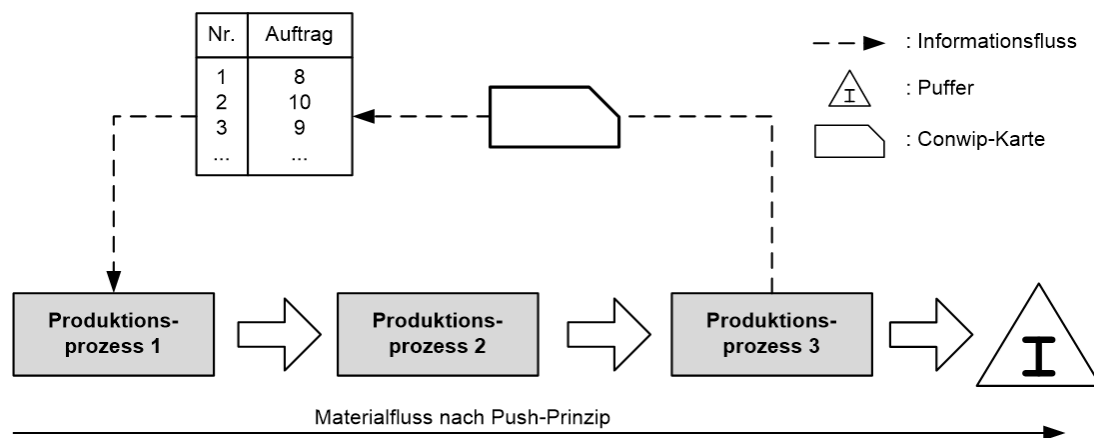 Nr. Auftrag
1 8
2 10
3 9
... ...
: Informationsfluss
I : Puffer
: Conwip-Karte
Produktions-
prozess 1
Produktions-
prozess 2
Produktions-
prozess 3
I
Materialfluss nach Push-Prinzip